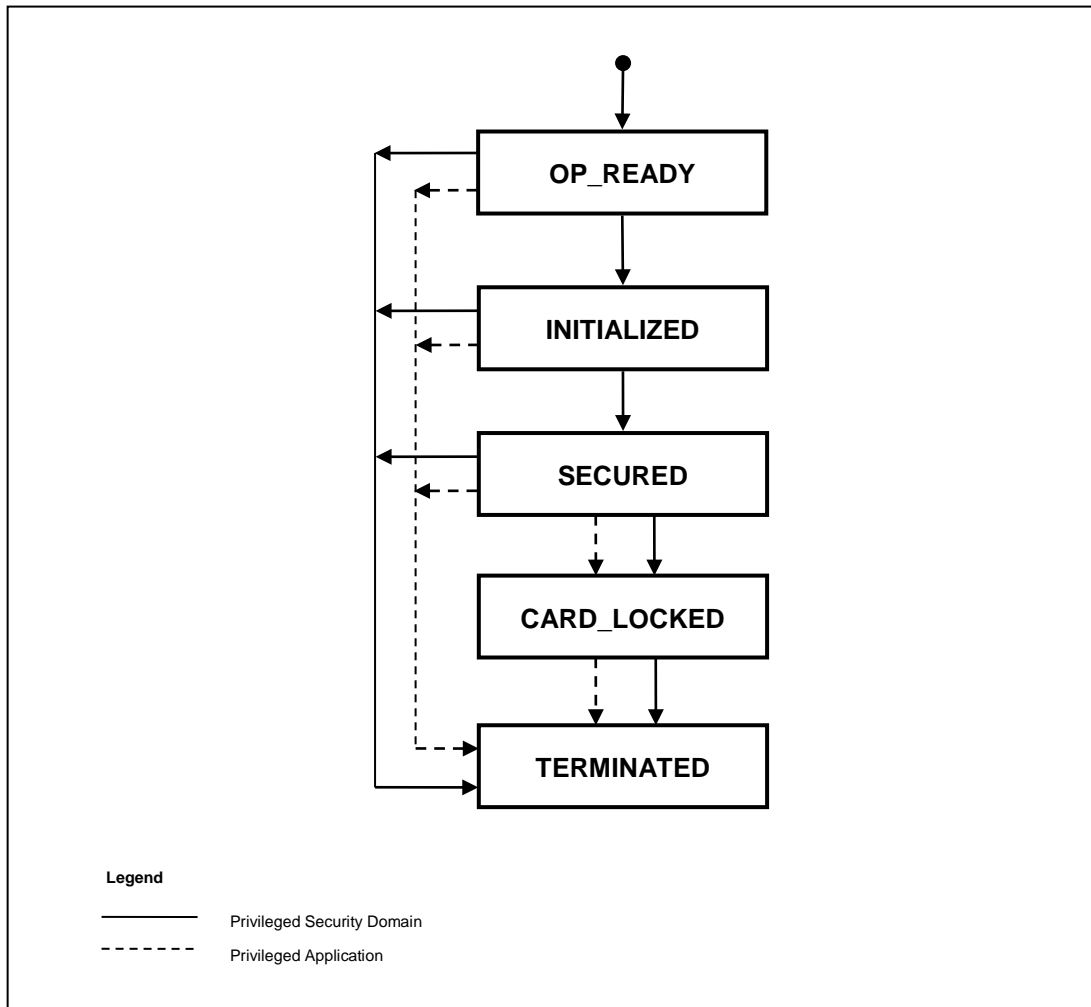 OP_READY
INITIALIZED
SECURED
CARD_LOCKED
TERMINATED
Legend
Privileged Security Domain
Privileged Application